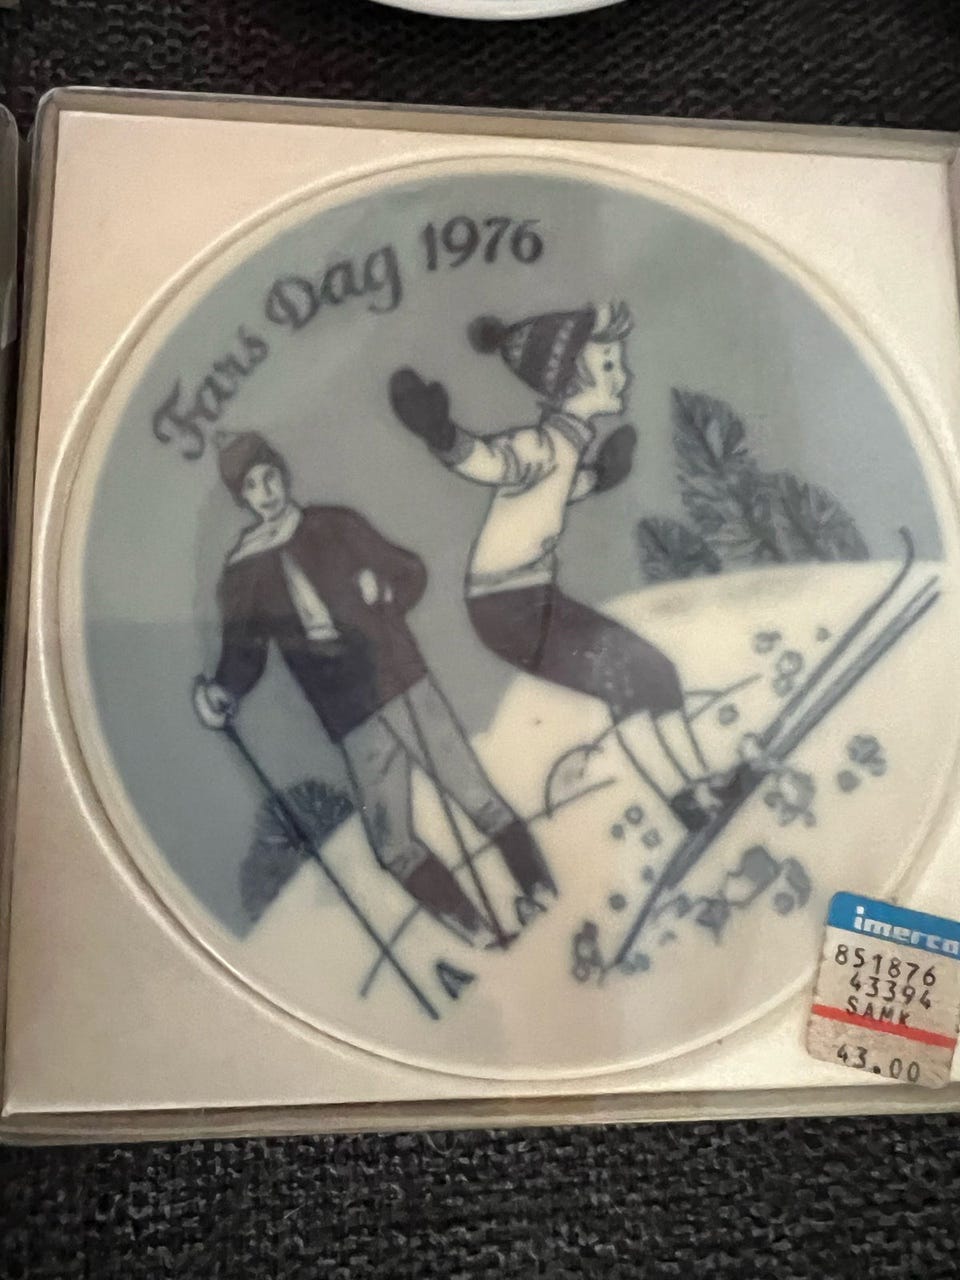 Fars Dag 1976
imerco
851876
43394
SAMK
43.00